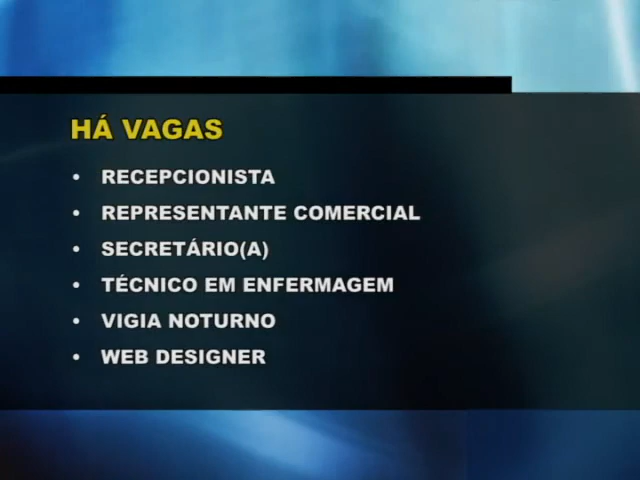 HÁ VAGAS
• RECEPCIONISTA
• REPRESENTANTE COMERCIAL
• SECRETÁRIO(A)
• TÉCNICO EM ENFERMAGEM
• VIGIA NOTURNO
• WEB DESIGNER